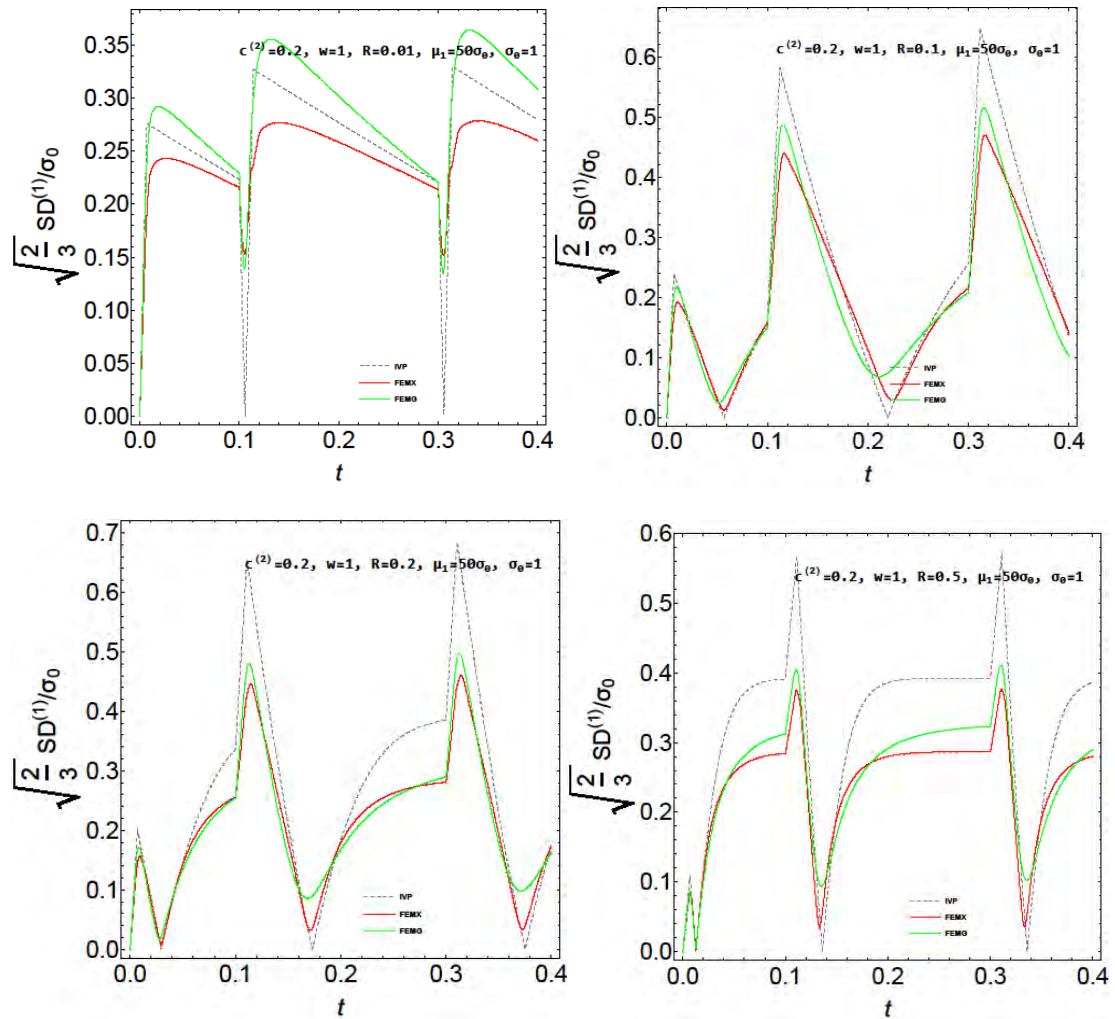 c⁽²⁾=0.2, w=1, R=0.01, μ₁=50σ₀, σ₀=1
√(2/3) SD⁽¹⁾/σ₀
0.35
0.30
0.25
0.20
0.15
0.10
0.05
0.00
IVP
FEMX
FEMG
0.0 0.1 0.2 0.3 0.4
t
c⁽²⁾=0.2, w=1, R=0.1, μ₁=50σ₀, σ₀=1
√(2/3) SD⁽¹⁾/σ₀
0.6
0.5
0.4
0.3
0.2
0.1
0.0
IVP
FEMX
FEMG
0.0 0.1 0.2 0.3 0.4
t
c⁽²⁾=0.2, w=1, R=0.2, μ₁=50σ₀, σ₀=1
√(2/3) SD⁽¹⁾/σ₀
0.7
0.6
0.5
0.4
0.3
0.2
0.1
0.0
IVP
FEMX
FEMG
0.0 0.1 0.2 0.3 0.4
t
c⁽²⁾=0.2, w=1, R=0.5, μ₁=50σ₀, σ₀=1
√(2/3) SD⁽¹⁾/σ₀
0.6
0.5
0.4
0.3
0.2
0.1
0.0
IVP
FEMX
FEMG
0.0 0.1 0.2 0.3 0.4
t